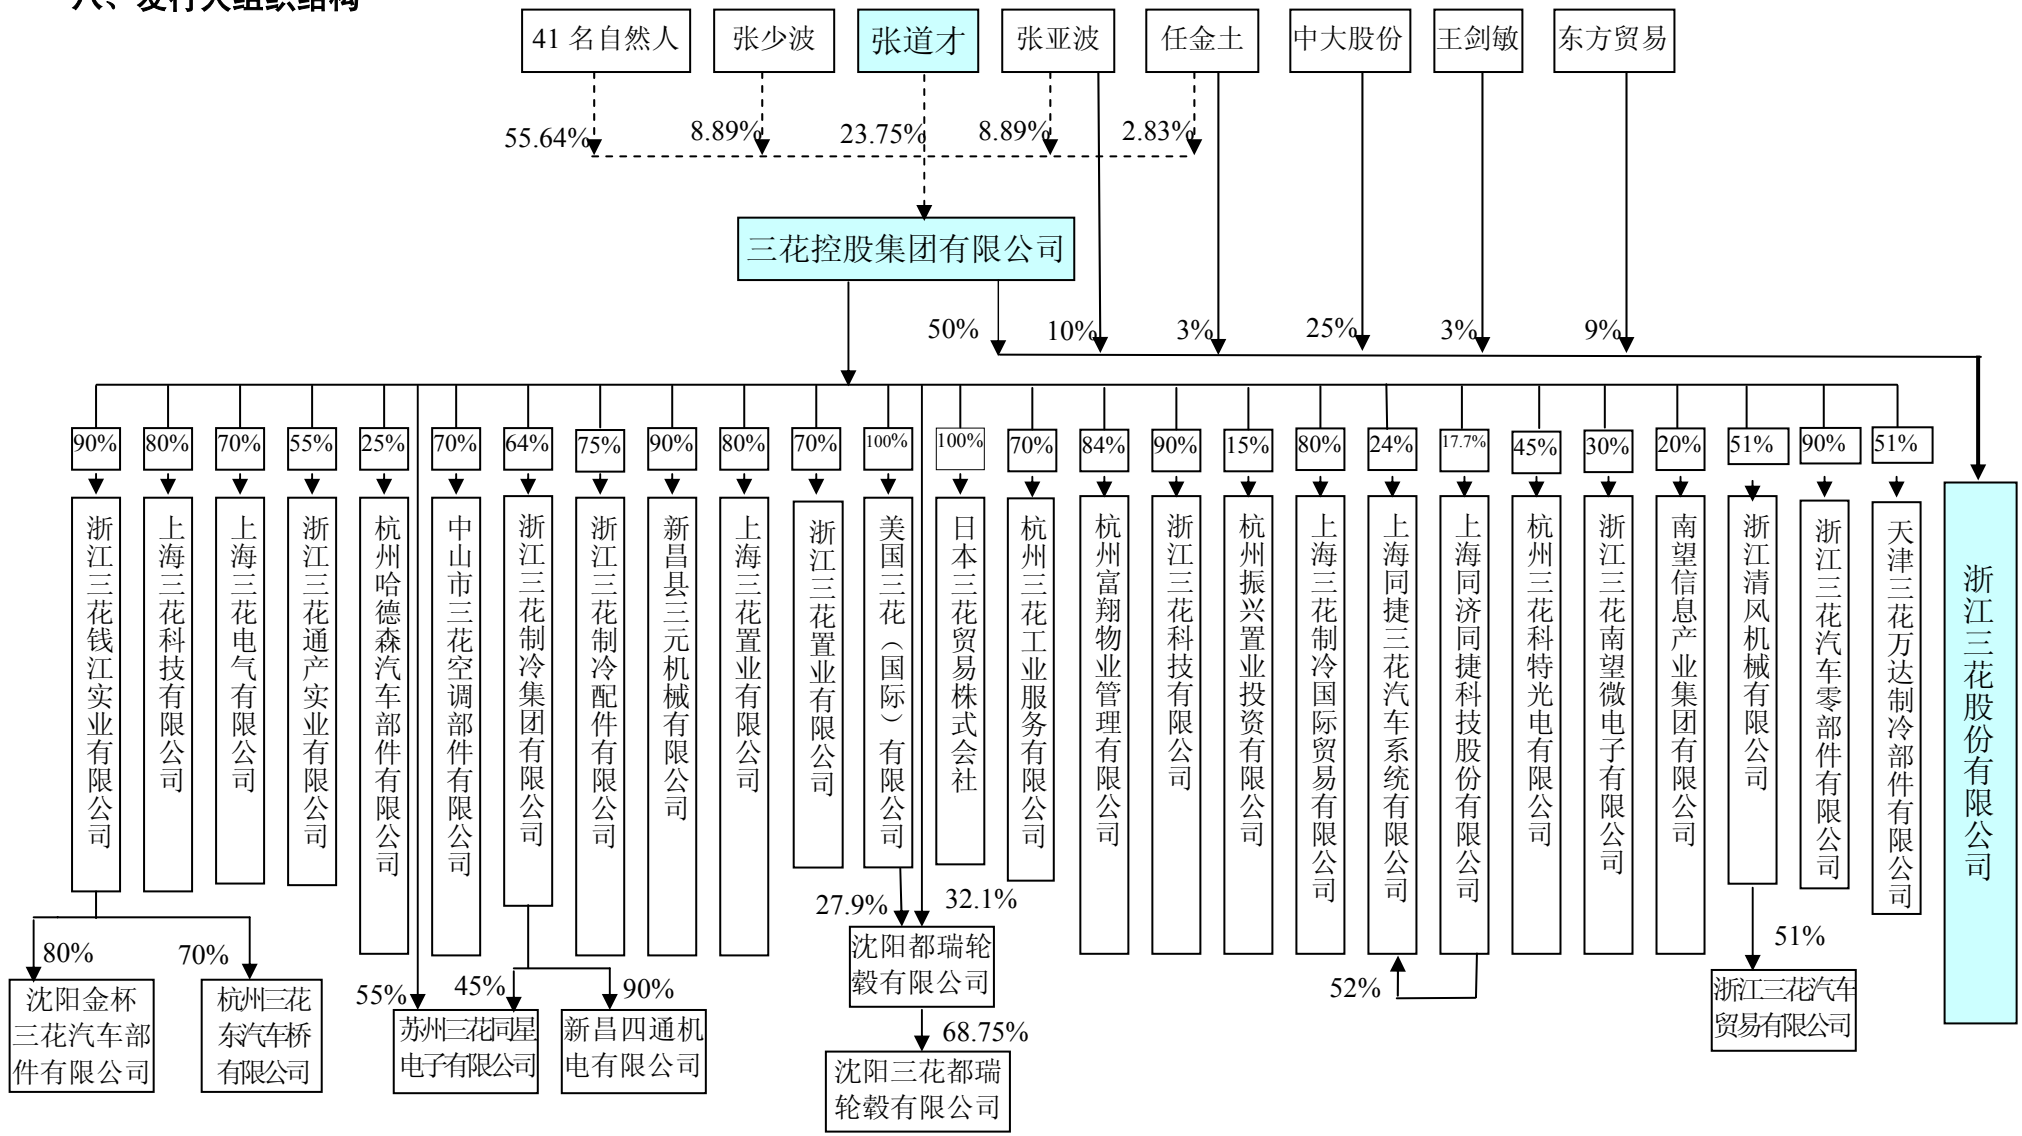 八、发行人组织结构
41 名自然人
张少波
张道才
张亚波
任金土
中大股份
王剑敏
东方贸易
55.64%
8.89%
23.75%
8.89%
2.83%
三花控股集团有限公司
50%
10%
3%
25%
3%
9%
90%
80%
70%
55%
25%
70%
64%
75%
90%
80%
70%
100%
100%
70%
84%
90%
15%
80%
24%
17.7%
45%
30%
20%
51%
90%
51%
浙江三花钱江实业有限公司
上海三花科技有限公司
上海三花电气有限公司
浙江三花通产实业有限公司
杭州哈德森汽车部件有限公司
中山市三花空调部件有限公司
浙江三花制冷集团有限公司
浙江三花制冷配件有限公司
新昌县三元机械有限公司
上海三花置业有限公司
浙江三花置业有限公司
美国三花（国际）有限公司
日本三花贸易株式会社
杭州三花工业服务有限公司
杭州富翔物业管理有限公司
浙江三花科技有限公司
杭州振兴置业投资有限公司
上海三花制冷国际贸易有限公司
上海同捷三花汽车系统有限公司
上海同济同捷科技股份有限公司
杭州三花科特光电有限公司
浙江三花南望微电子有限公司
南望信息产业集团有限公司
浙江清风机械有限公司
浙江三花汽车零部件有限公司
天津三花万达制冷部件有限公司
浙江三花股份有限公司
80%
70%
55%
45%
90%
27.9%
32.1%
52%
51%
沈阳金杯
三花汽车部
件有限公司
杭州三花
东汽车桥
有限公司
苏州三花同星
电子有限公司
新昌四通机
电有限公司
沈阳都瑞轮
毂有限公司
68.75%
沈阳三花都瑞
轮毂有限公司
浙江三花汽车
贸易有限公司